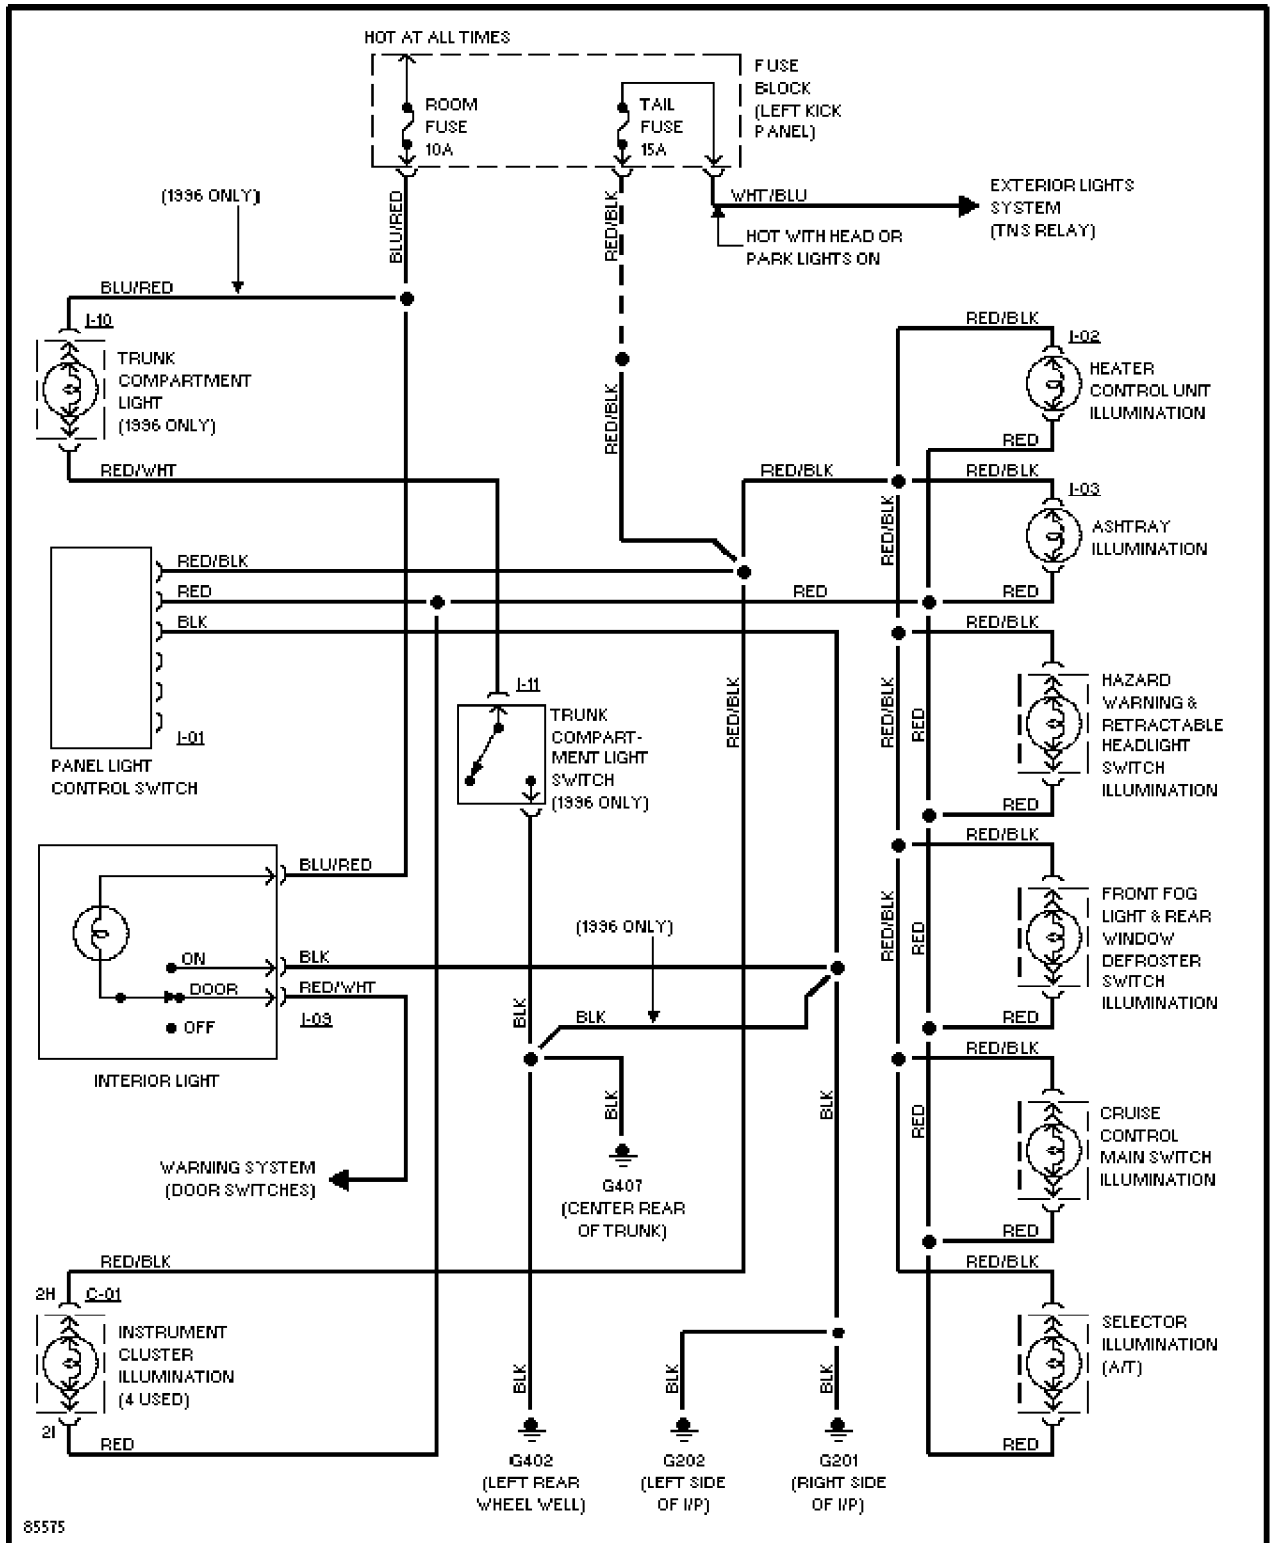 HOT AT ALL TIMES
FUSE
BLOCK
(LEFT KICK
PANEL)
ROOM
FUSE
10A
TAIL
FUSE
15A
(1996 ONLY)
BLU/RED
RED/BLK
WHT/BLU
EXTERIOR LIGHTS
SYSTEM
(TNS RELAY)
HOT WITH HEAD OR
PARK LIGHTS ON
BLU/RED
I-10
TRUNK
COMPARTMENT
LIGHT
(1996 ONLY)
RED/WHT
RED/BLK
RED/BLK
I-02
HEATER
CONTROL UNIT
ILLUMINATION
RED
RED/BLK
RED/BLK
I-03
ASHTRAY
ILLUMINATION
RED/BLK
RED/BLK
RED
RED
RED
BLK
RED/BLK
I-01
PANEL LIGHT
CONTROL SWITCH
I-11
TRUNK
COMPART-
MENT LIGHT
SWITCH
(1996 ONLY)
RED/BLK
RED/BLK
RED
HAZARD
WARNING &
RETRACTABLE
HEADLIGHT
SWITCH
ILLUMINATION
RED
RED/BLK
BLU/RED
ON
BLK
DOOR
RED/WHT
OFF
I-09
INTERIOR LIGHT
(1996 ONLY)
BLK
BLK
RED/BLK
RED
FRONT FOG
LIGHT & REAR
WINDOW
DEFROSTER
SWITCH
ILLUMINATION
RED
RED/BLK
BLK
BLK
RED
CRUISE
CONTROL
MAIN SWITCH
ILLUMINATION
RED
WARNING SYSTEM
(DOOR SWITCHES)
G407
(CENTER REAR
OF TRUNK)
RED/BLK
RED/BLK
2H
C-01
INSTRUMENT
CLUSTER
ILLUMINATION
(4 USED)
2I
RED
SELECTOR
ILLUMINATION
(A/T)
RED
BLK
BLK
BLK
G402
(LEFT REAR
WHEEL WELL)
G202
(LEFT SIDE
OF I/P)
G201
(RIGHT SIDE
OF I/P)
85575